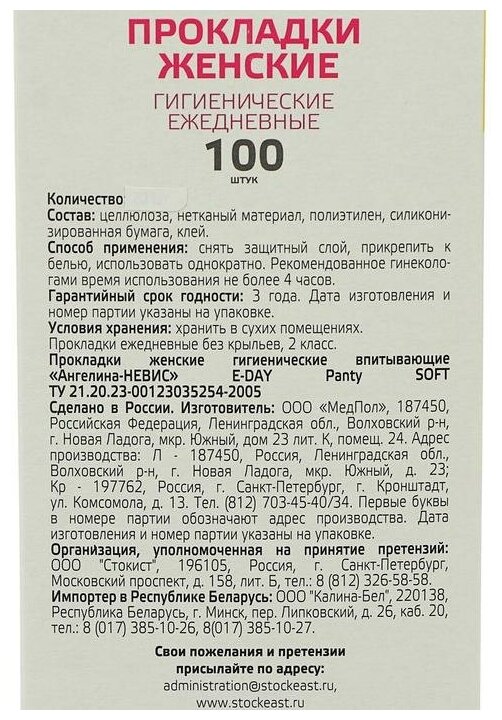 ПРОКЛАДКИ
ЖЕНСКИЕ
ГИГИЕНИЧЕСКИЕ
ЕЖЕДНЕВНЫЕ
100
ШТУК
Количество
Состав: целлюлоза, нетканый материал, полиэтилен, силикони-
зированная бумага, клей.
Способ применения: снять защитный слой, прикрепить к
белью, использовать однократно. Рекомендованное гинеколо-
гами время использования не более 4 часов.
Гарантийный срок годности: 3 года. Дата изготовления и
номер партии указаны на упаковке.
Условия хранения: хранить в сухих помещениях.
Прокладки ежедневные без крыльев, 2 класс.
Прокладки женские гигиенические впитывающие
«Ангелина-НЕВИС» E-DAY Panty SOFT
ТУ 21.20.23-00123035254-2005
Сделано в России. Изготовитель: ООО «МедПол», 187450,
Российская Федерация, Ленинградская обл., Волховский р-н,
г. Новая Ладога, мкр. Южный, дом 23 лит. К, помещ. 24. Адрес
производства: Л - 187450, Россия, Ленинградская обл.,
Волховский р-н, г. Новая Ладога, мкр. Южный, д. 23;
Кр - 197762, Россия, г. Санкт-Петербург, г. Кронштадт,
ул. Комсомола, д. 13. Тел. (812) 703-45-40/34. Первые буквы
в номере партии обозначают адрес производства. Дата
изготовления и номер партии указаны на упаковке.
Организация, уполномоченная на принятие претензий:
ООО "Стокист", 196105, Россия, г. Санкт-Петербург,
Московский проспект, д. 158, лит. Б, тел.: 8 (812) 326-58-58.
Импортер в Республике Беларусь: ООО "Калина-Бел", 220138,
Республика Беларусь, г. Минск, пер. Липковский, д. 26, каб. 20,
тел.: 8 (017) 385-10-26, 8(017) 385-10-27.
Свои пожелания и претензии
присылайте по адресу:
administration@stockeast.ru,
www.stockeast.ru